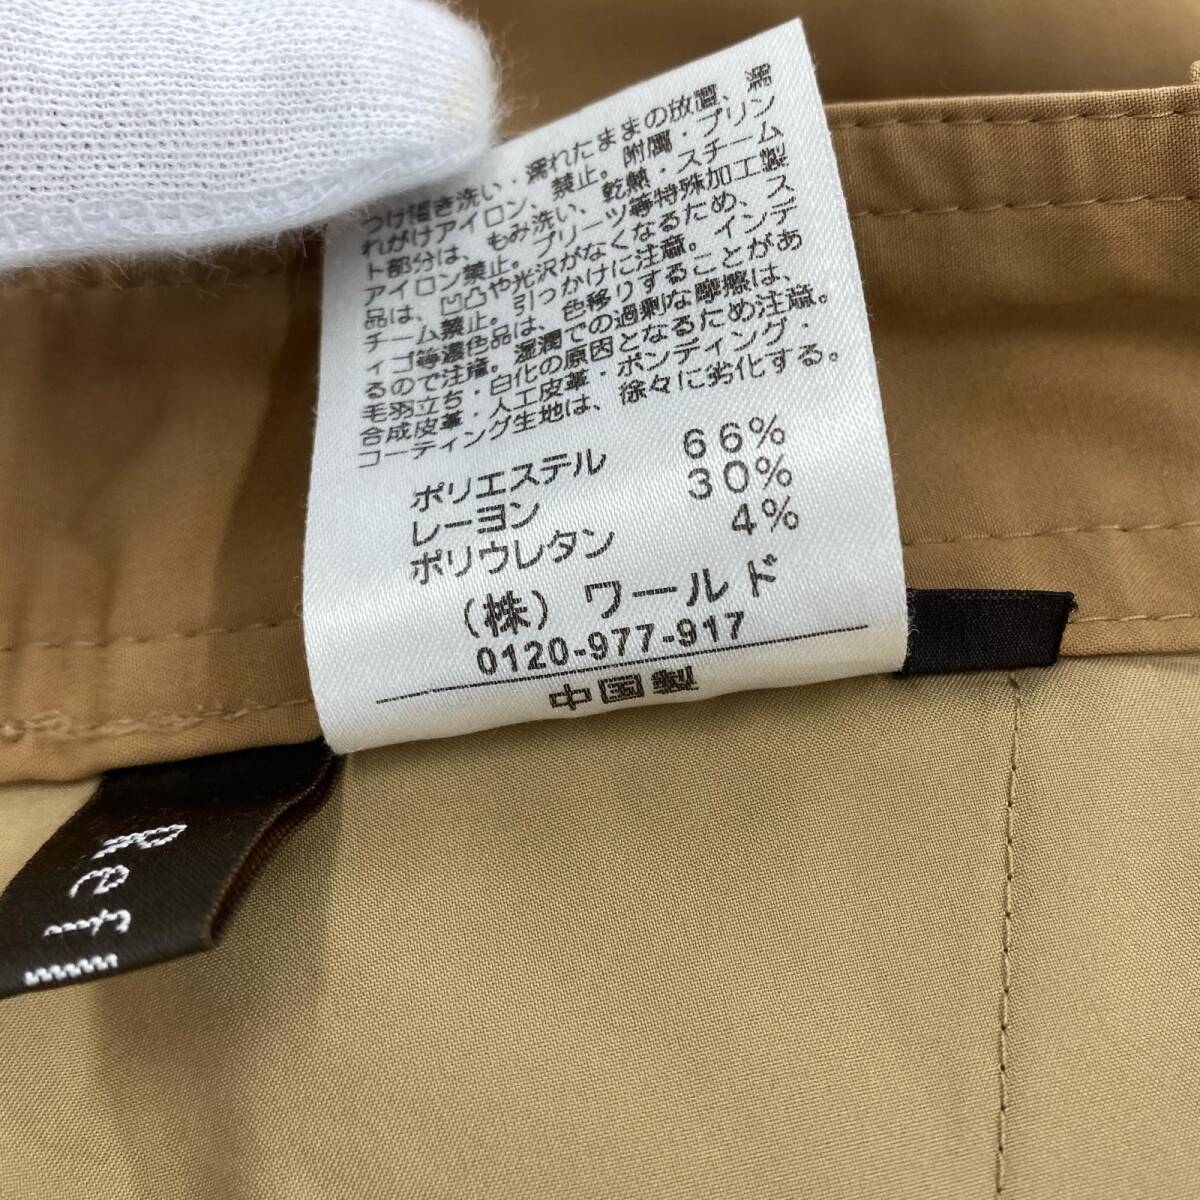 つけ置き洗い・濡れたままの放置、濡
れがけアイロン、禁止。附属・プリン
ト部分は、もみ洗い、乾熱・スチーム
アイロン禁止。プリーツ等特殊加工製
品は、凹凸や光沢がなくなるため、ス
チーム禁止。引っかけに注意。インデ
ィゴ等濃色品は、色移りすることがあ
るので注意。湿潤での過剰な摩擦は、
毛羽立ち・白化の原因となるため注意。
合成皮革・人工皮革・ボンディング・
コーティング生地は、徐々に劣化する。
ポリエステル 66%
レーヨン 30%
ポリウレタン 4%
(株) ワールド
0120-977-917
中国製
Refl